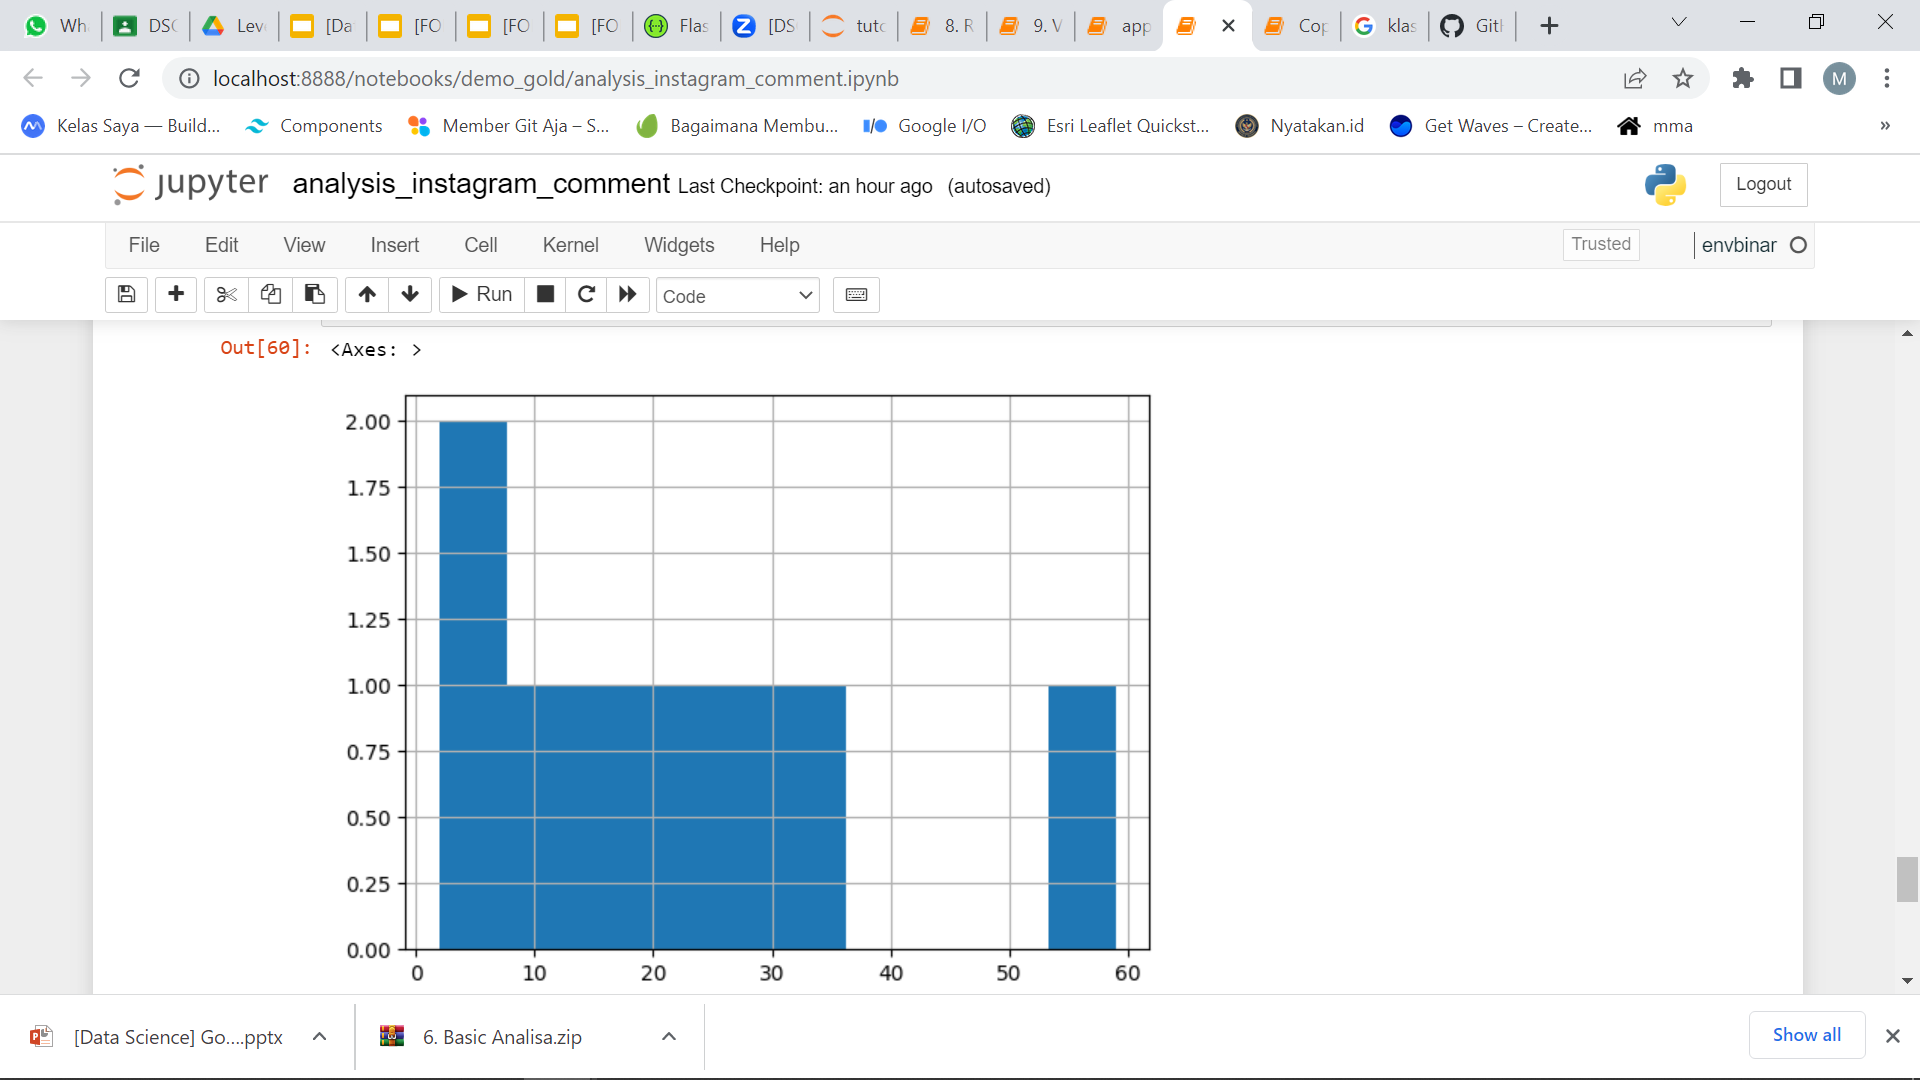 Wh DSC Lev [Da [FO [FO [FO Flas [DS tuto 8. R 9. V app Cop klas Gitl
localhost:8888/notebooks/demo_gold/analysis_instagram_comment.ipynb M
Kelas Saya — Build... Components Member Git Aja – S... Bagaimana Membu... Google I/O Esri Leaflet Quickst... Nyatakan.id Get Waves – Create... mma »
jupyter analysis_instagram_comment Last Checkpoint: an hour ago (autosaved) Logout
File Edit View Insert Cell Kernel Widgets Help Trusted envbinar
Run Code
Out[60]: <Axes: >
2.00
1.75
1.50
1.25
1.00
0.75
0.50
0.25
0.00
0 10 20 30 40 50 60
[Data Science] Go....pptx 6. Basic Analisa.zip Show all